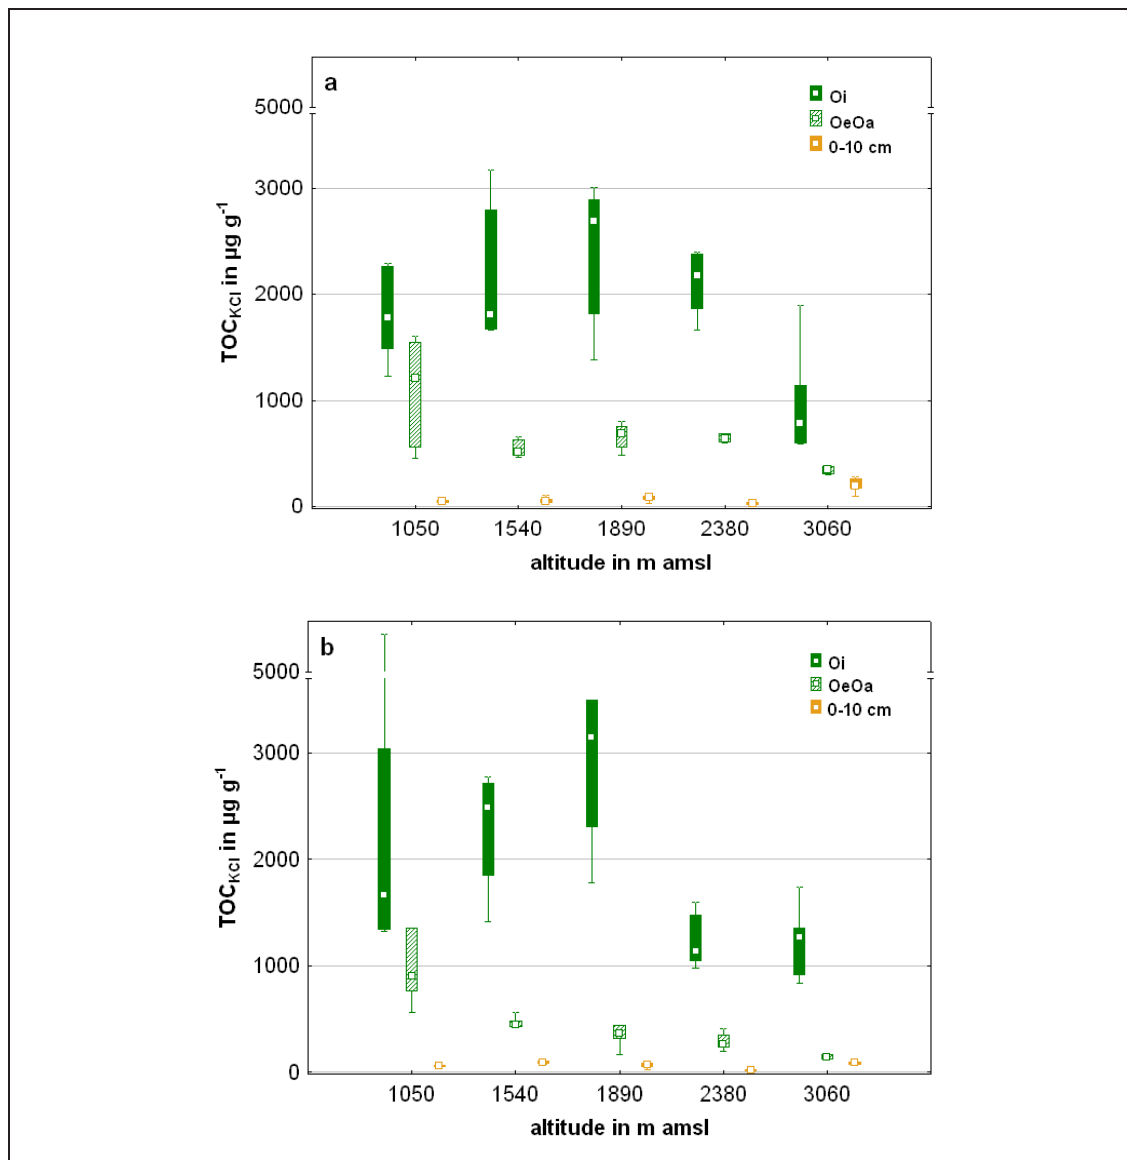 a
Oi
OeOa
0-10 cm
5000
3000
2000
1000
0
TOC_KCl in µg g⁻¹
1050 1540 1890 2380 3060
altitude in m amsl
b
Oi
OeOa
0-10 cm
5000
3000
2000
1000
0
TOC_KCl in µg g⁻¹
1050 1540 1890 2380 3060
altitude in m amsl